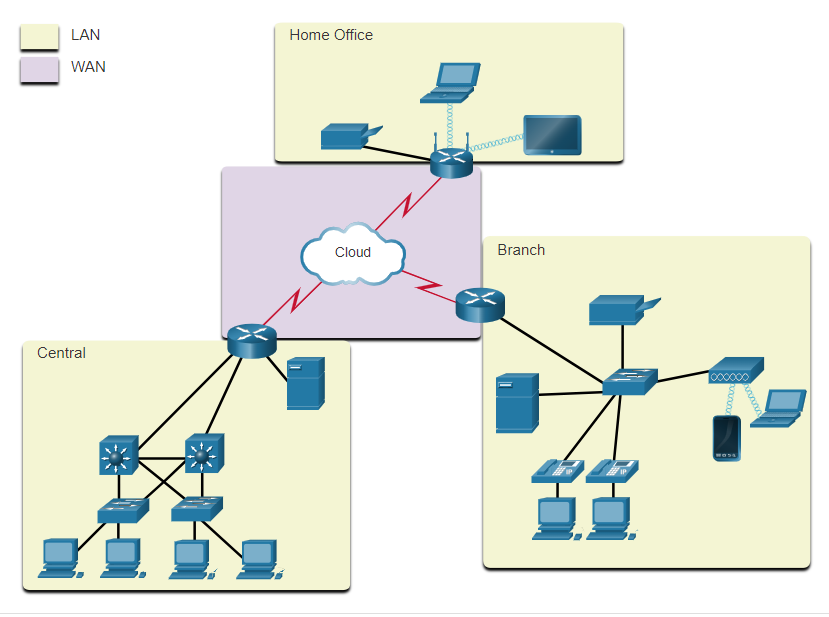 LAN
WAN
Home Office
Cloud
Branch
Central